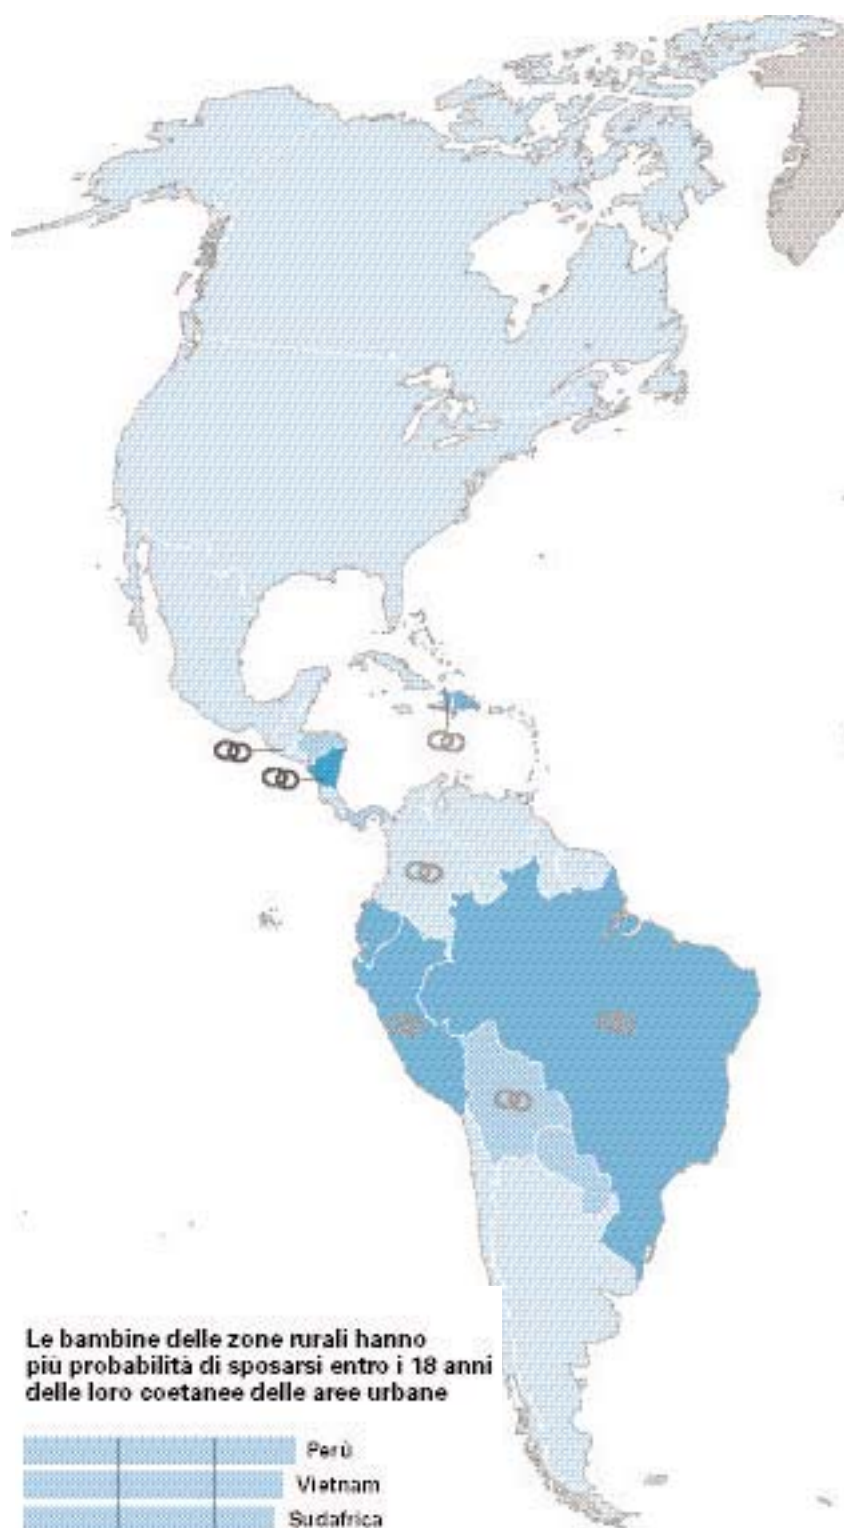 Le bambine delle zone rurali hanno
più probabilità di sposarsi entro i 18 anni
delle loro coetanee delle aree urbane
Perù
Vietnam
Sudafrica